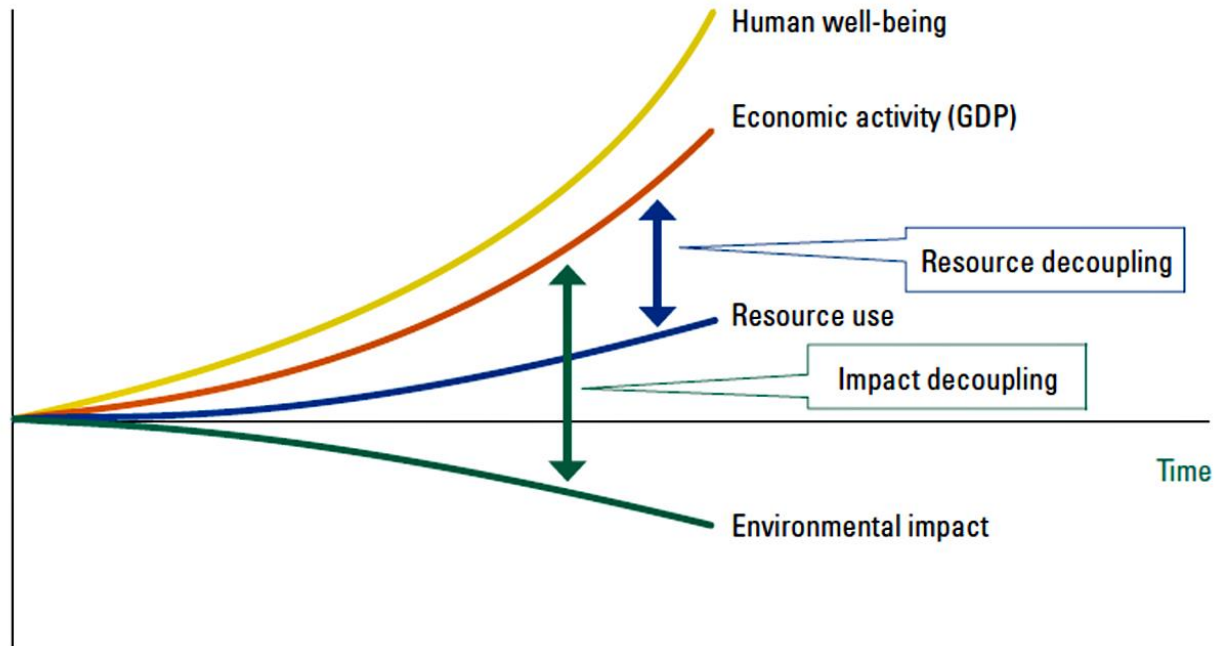 Human well-being
Economic activity (GDP)
Resource decoupling
Resource use
Impact decoupling
Time
Environmental impact